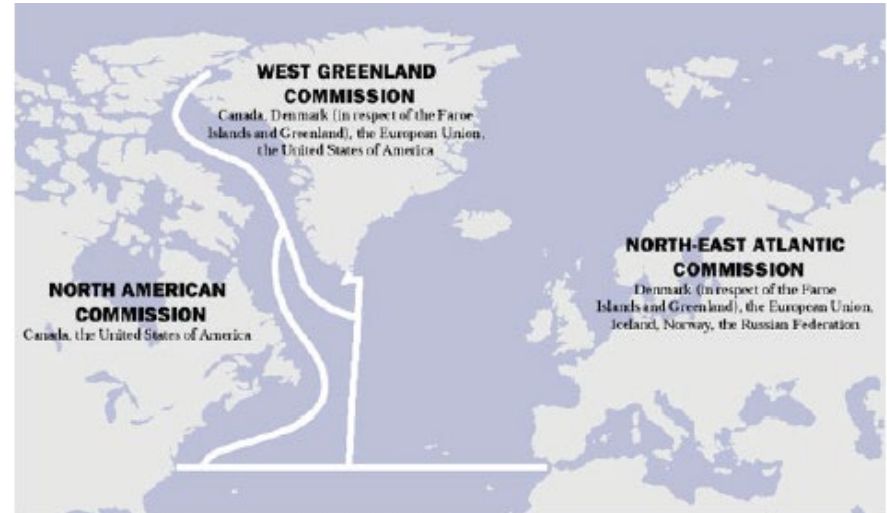 WEST GREENLAND
COMMISSION
Canada, Denmark (in respect of the Faroe
Islands and Greenland), the European Union,
the United States of America
NORTH-EAST ATLANTIC
COMMISSION
Denmark (in respect of the Faroe
Islands and Greenland), the European Union,
Iceland, Norway, the Russian Federation
NORTH AMERICAN
COMMISSION
Canada, the United States of America